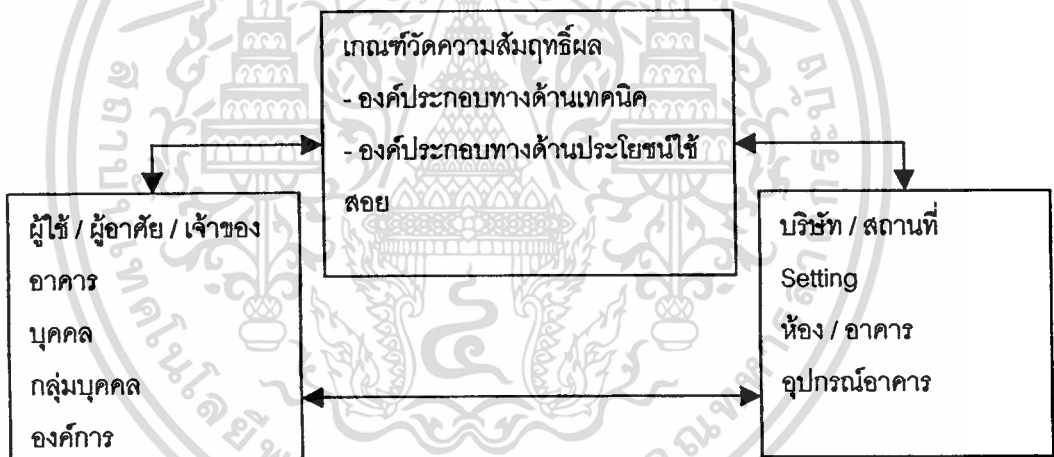 เกณฑ์วัดความสัมฤทธิ์ผล
- องค์ประกอบทางด้านเทคนิค
- องค์ประกอบทางด้านประโยชน์ใช้
สอย
ผู้ใช้ / ผู้อาศัย / เจ้าของ
อาคาร
บุคคล
กลุ่มบุคคล
องค์การ
บริษัท / สถานที่
Setting
ห้อง / อาคาร
อุปกรณ์อาคาร